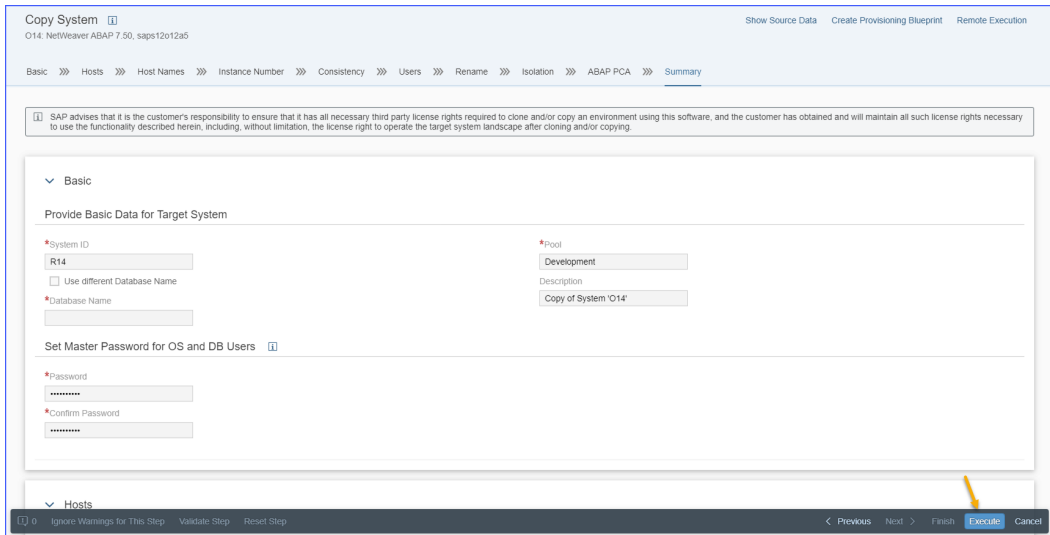 Copy System
Show Source Data Create Provisioning Blueprint Remote Execution
O14: NetWeaver ABAP 7.50, saps12o12a5
Basic Hosts Host Names Instance Number Consistency Users Rename Isolation ABAP PCA Summary
SAP advises that it is the customer's responsibility to ensure that it has all necessary third party license rights required to clone and/or copy an environment using this software, and the customer has obtained and will maintain all such license rights necessary
to use the functionality described herein, including, without limitation, the license right to operate the target system landscape after cloning and/or copying.
Basic
Provide Basic Data for Target System
*System ID
R14
Use different Database Name
*Database Name
*Pool
Development
Description
Copy of System 'O14'
Set Master Password for OS and DB Users
*Password
••••••••••
*Confirm Password
••••••••••
Hosts
0 Ignore Warnings for This Step Validate Step Reset Step < Previous Next > Finish Execute Cancel